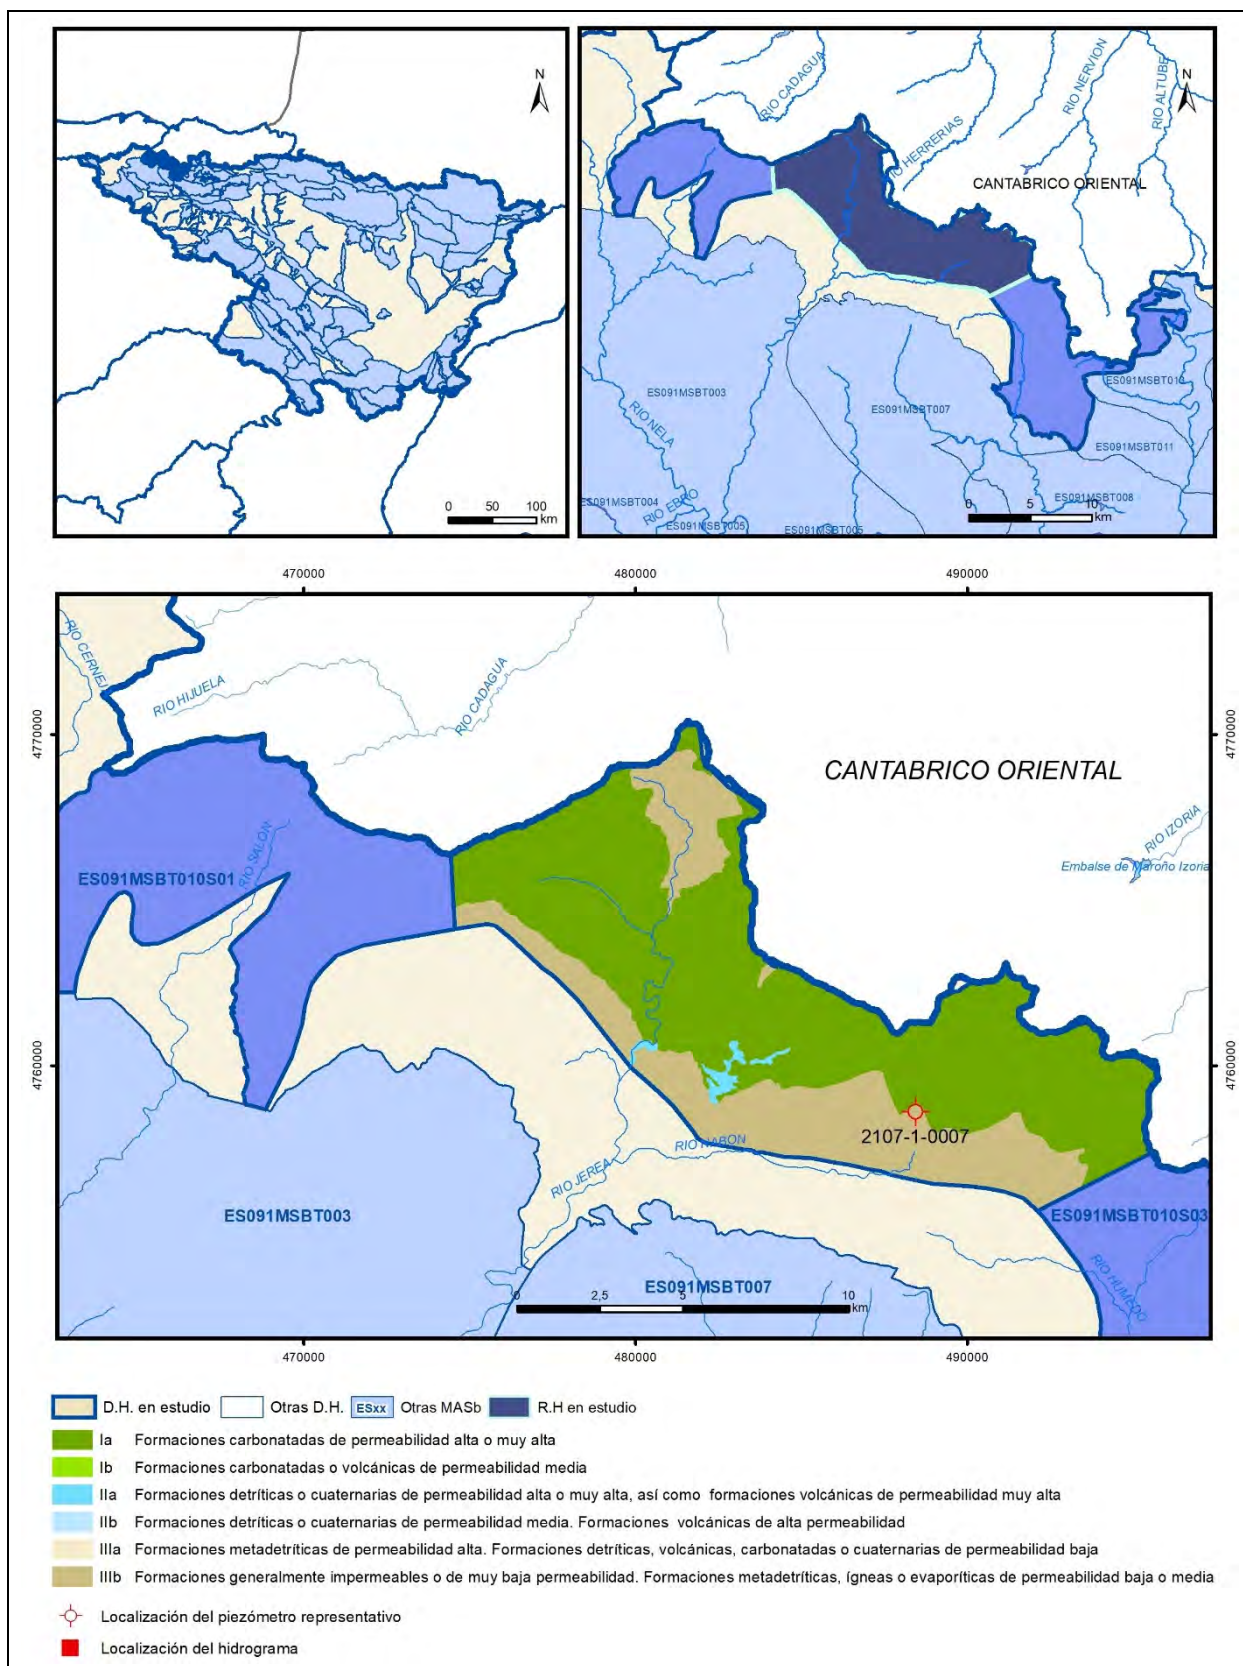 N
0 50 100
km
N
RIO CADAGUA
RIO HERRERIAS
RIO NERVION
RIO ALTUBE
CANTABRICO ORIENTAL
ES091MSBT003
ES091MSBT007
RIO NELA
ES091MSBT011
ES091MSBT004
RIO EBRO
ES091MSBT005
ES091MSBT005
ES091MSBT008
0 5 10
km
470000 480000 490000
4770000
4770000
RIO CERNEJ
RIO HIJUELA
RIO CADAGUA
CANTABRICO ORIENTAL
RIO IZORIA
Embalse de Maroño Izoria
RIO SALON
ES091MSBT010S01
4760000
4760000
2107-1-0007
RIO NABON
RIO JEREA
ES091MSBT003
ES091MSBT010S03
RIO HUMEDO
ES091MSBT007
0 2,5 5 10
km
470000 480000 490000
D.H. en estudio Otras D.H. ESxx Otras MASb R.H en estudio
Ia Formaciones carbonatadas de permeabilidad alta o muy alta
Ib Formaciones carbonatadas o volcánicas de permeabilidad media
IIa Formaciones detríticas o cuaternarias de permeabilidad alta o muy alta, así como formaciones volcánicas de permeabilidad muy alta
IIb Formaciones detríticas o cuaternarias de permeabilidad media. Formaciones volcánicas de alta permeabilidad
IIIa Formaciones metadetríticas de permeabilidad alta. Formaciones detríticas, volcánicas, carbonatadas o cuaternarias de permeabilidad baja
IIIb Formaciones generalmente impermeables o de muy baja permeabilidad. Formaciones metadetríticas, ígneas o evaporíticas de permeabilidad baja o media
Localización del piezómetro representativo
Localización del hidrograma